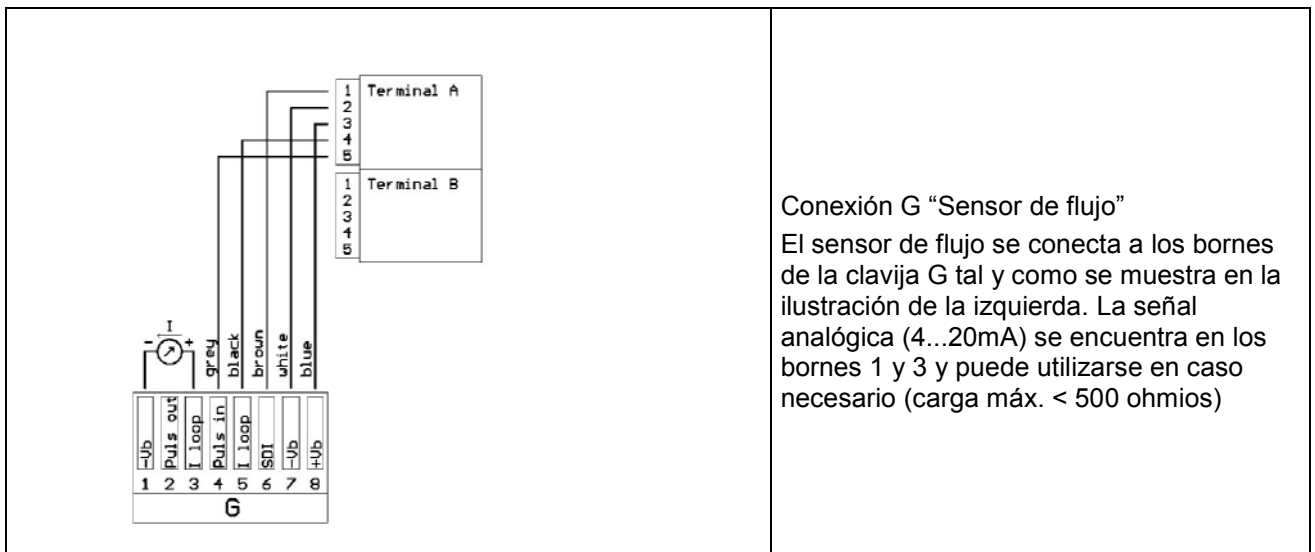 1 Terminal A
2
3
4
5
1 Terminal B
2
3
4
5
I
- +
grey
black
brown
white
blue
-Vb
Puls out
I loop
Puls in
I loop
SDI
-Vb
+Vb
1 2 3 4 5 6 7 8
G
Conexión G “Sensor de flujo”
El sensor de flujo se conecta a los bornes
de la clavija G tal y como se muestra en la
ilustración de la izquierda. La señal
analógica (4...20mA) se encuentra en los
bornes 1 y 3 y puede utilizarse en caso
necesario (carga máx. < 500 ohmios)